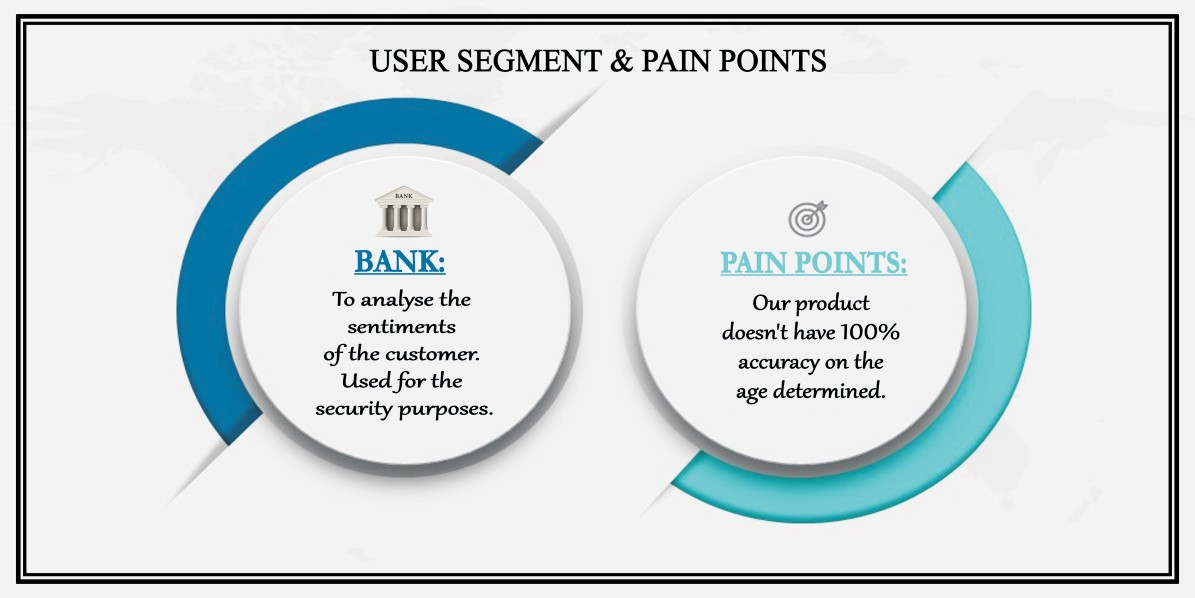 USER SEGMENT & PAIN POINTS
BANK
BANK:
To analyse the
sentiments
of the customer.
Used for the
security purposes.
PAIN POINTS:
Our product
doesn't have 100%
accuracy on the
age determined.